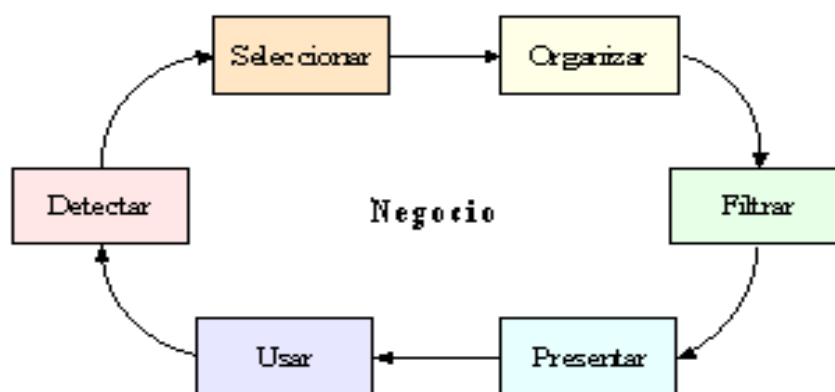 Seleccionar
Organizar
Detectar
Negocio
Filtrar
Usar
Presentar